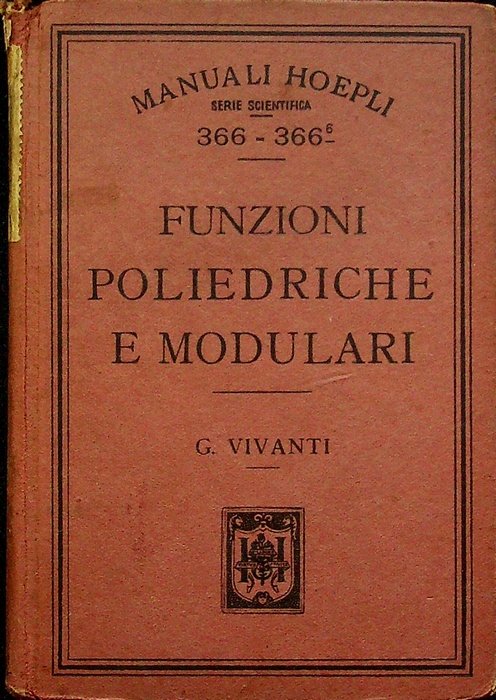 MANUALI HOEPLI
SERIE SCIENTIFICA
366 - 366⁶
FUNZIONI
POLIEDRICHE
E MODULARI
G. VIVANTI
H